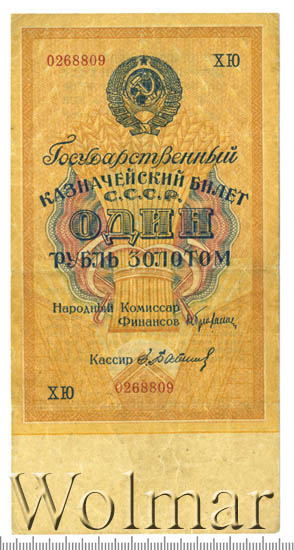 0268809 ХЮ
Государственный
КАЗНАЧЕЙСКИЙ БИЛЕТ
С.С.С.Р.
ОДИН
РУБЛЬ ЗОЛОТОМ
Народный Комиссар
Финансов
Кассир
ХЮ 0268809
Wolmar